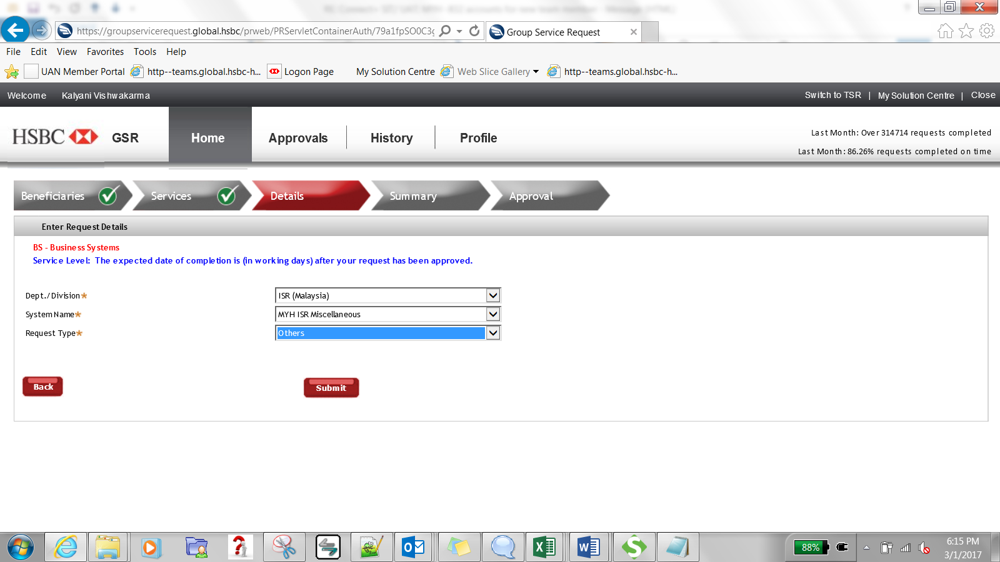 https://groupservicerequest.global.hsbc/prweb/PRServletContainerAuth/79a1fpSO0C3
Group Service Request
File Edit View Favorites Tools Help
UAN Member Portal http--teams.global.hsbc-h... Logon Page My Solution Centre Web Slice Gallery http--teams.global.hsbc-h...
Welcome Kalyani Vishwakarma Switch to TSR | My Solution Centre | Close
HSBC GSR Home Approvals History Profile
Last Month: Over 314714 requests completed
Last Month: 86.26% requests completed on time
Beneficiaries Services Details Summary Approval
Enter Request Details
BS - Business Systems
Service Level: The expected date of completion is (in working days) after your request has been approved.
Dept./Division* ISR (Malaysia)
System Name* MYH ISR Miscellaneous
Request Type* Others
Back Submit
88%
6:15 PM
3/1/2017